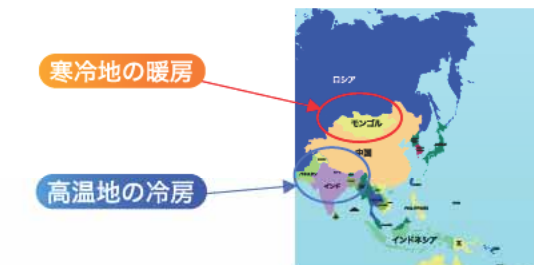 寒冷地の暖房
高温地の冷房
ロシア
モンゴル
中国
インド
インドネシア